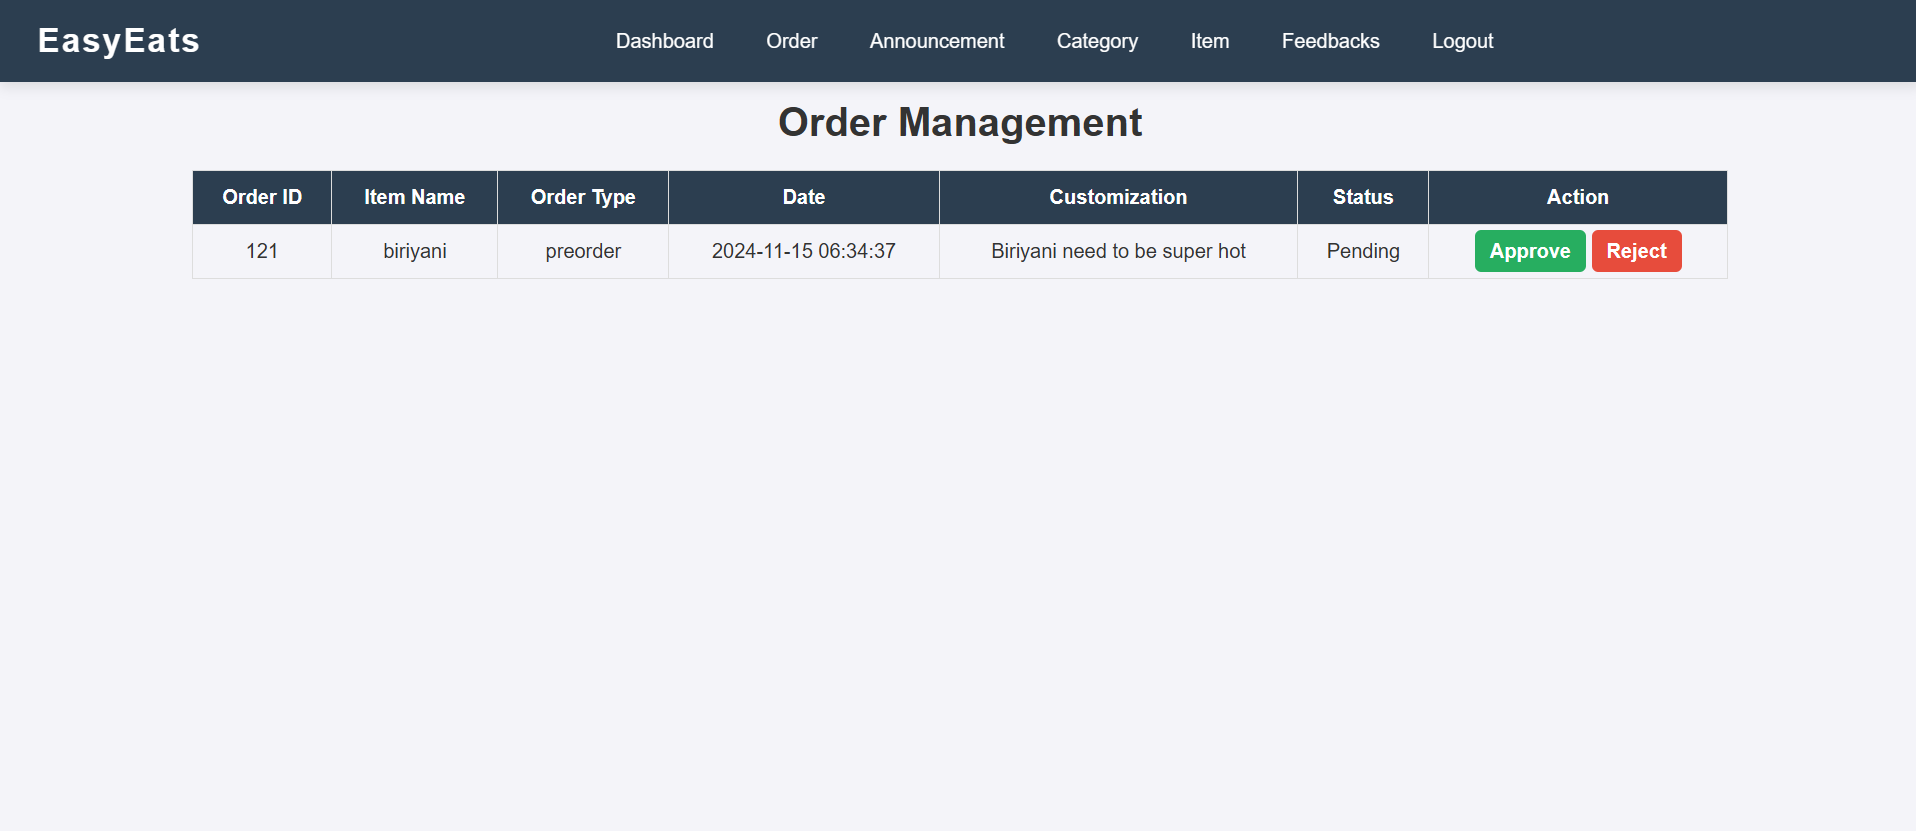 EasyEats Dashboard Order Announcement Category Item Feedbacks Logout
Order Management
Order ID Item Name Order Type Date Customization Status Action
121 biriyani preorder 2024-11-15 06:34:37 Biriyani need to be super hot Pending Approve Reject